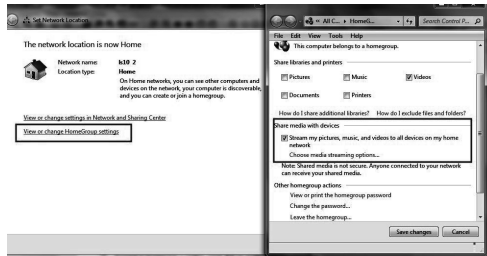 Set Network Location
The network location is now Home
Network name: h10 2
Location type: Home
On Home networks, you can see other computers and
devices on the network, your computer is discoverable,
and you can create or join a homegroup.
View or change settings in Network and Sharing Center
View or change HomeGroup settings
« All C... ▸ HomeG...
Search Control P...
File Edit View Tools Help
This computer belongs to a homegroup.
Share libraries and printers
Pictures Music Videos
Documents Printers
How do I share additional libraries? How do I exclude files and folders?
Share media with devices
Stream my pictures, music, and videos to all devices on my home
network
Choose media streaming options...
Note: Shared media is not secure. Anyone connected to your network
can receive your shared media.
Other homegroup actions
View or print the homegroup password
Change the password...
Leave the homegroup...
Save changes Cancel